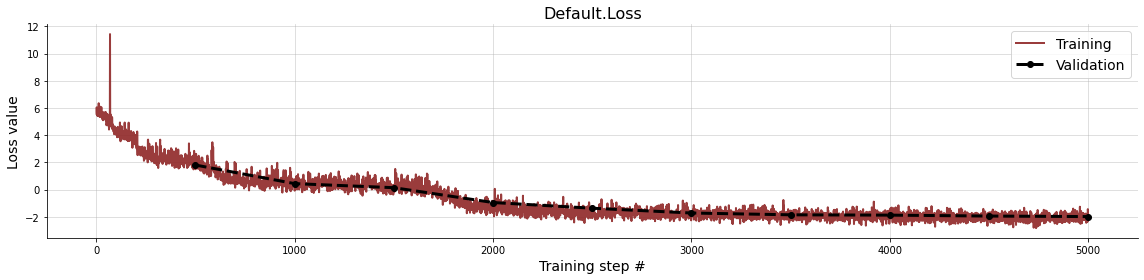 Default.Loss
Loss value
12
10
8
6
4
2
0
−2
Training
Validation
0
1000
2000
3000
4000
5000
Training step #